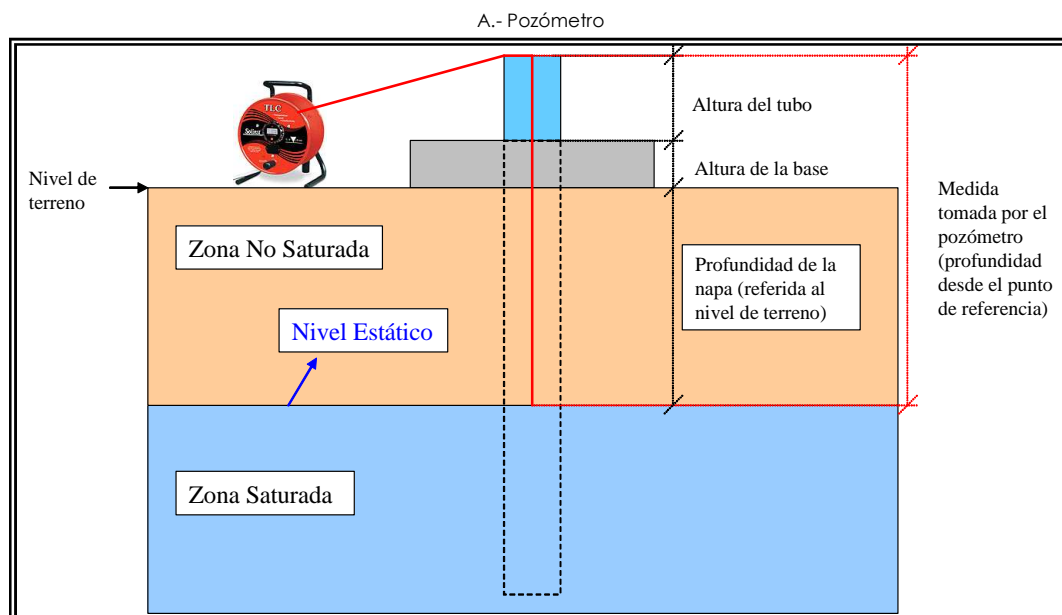 A.- Pozómetro
TLC
Solinst
Altura del tubo
Altura de la base
Nivel de
terreno
Medida
tomada por el
pozómetro
(profundidad
desde el punto
de referencia)
Zona No Saturada
Profundidad de la
napa (referida al
nivel de terreno)
Nivel Estático
Zona Saturada